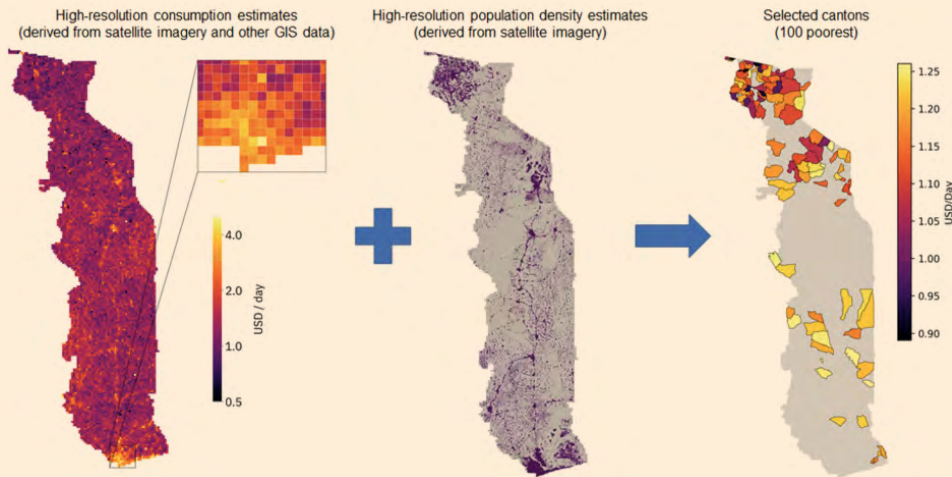 High-resolution consumption estimates
(derived from satellite imagery and other GIS data)
High-resolution population density estimates
(derived from satellite imagery)
Selected cantons
(100 poorest)
4.0
2.0
1.0
0.5
USD / day
1.25
1.20
1.15
1.10
1.05
1.00
0.95
0.90
USD/Day